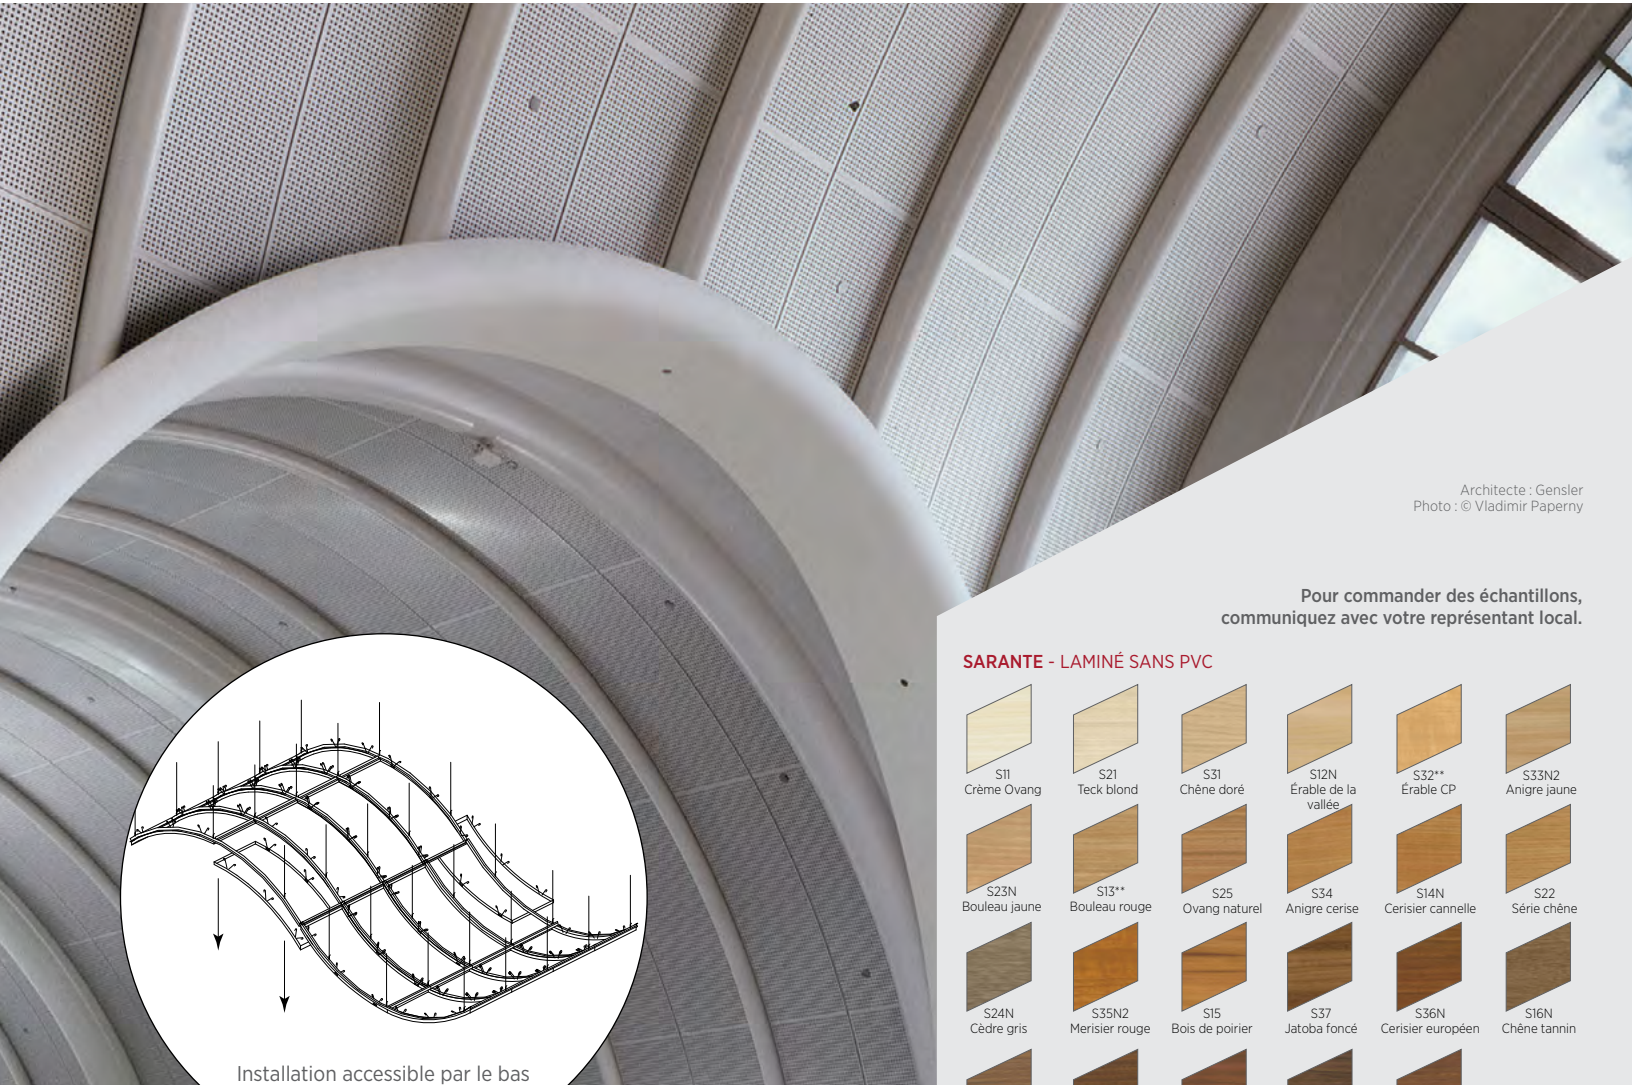 Architecte : Gensler
Photo : © Vladimir Paperny
Pour commander des échantillons,
communiquez avec votre représentant local.
SARANTE - LAMINÉ SANS PVC
S11
Crème Ovang
S21
Teck blond
S31
Chêne doré
S12N
Érable de la
vallée
S32**
Érable CP
S33N2
Anigre jaune
S23N
Bouleau jaune
S13**
Bouleau rouge
S25
Ovang naturel
S34
Anigre cerise
S14N
Cerisier cannelle
S22
Série chêne
S24N
Cèdre gris
S35N2
Merisier rouge
S15
Bois de poirier
S37
Jatoba foncé
S36N
Cerisier européen
S16N
Chêne tannin
Installation accessible par le bas